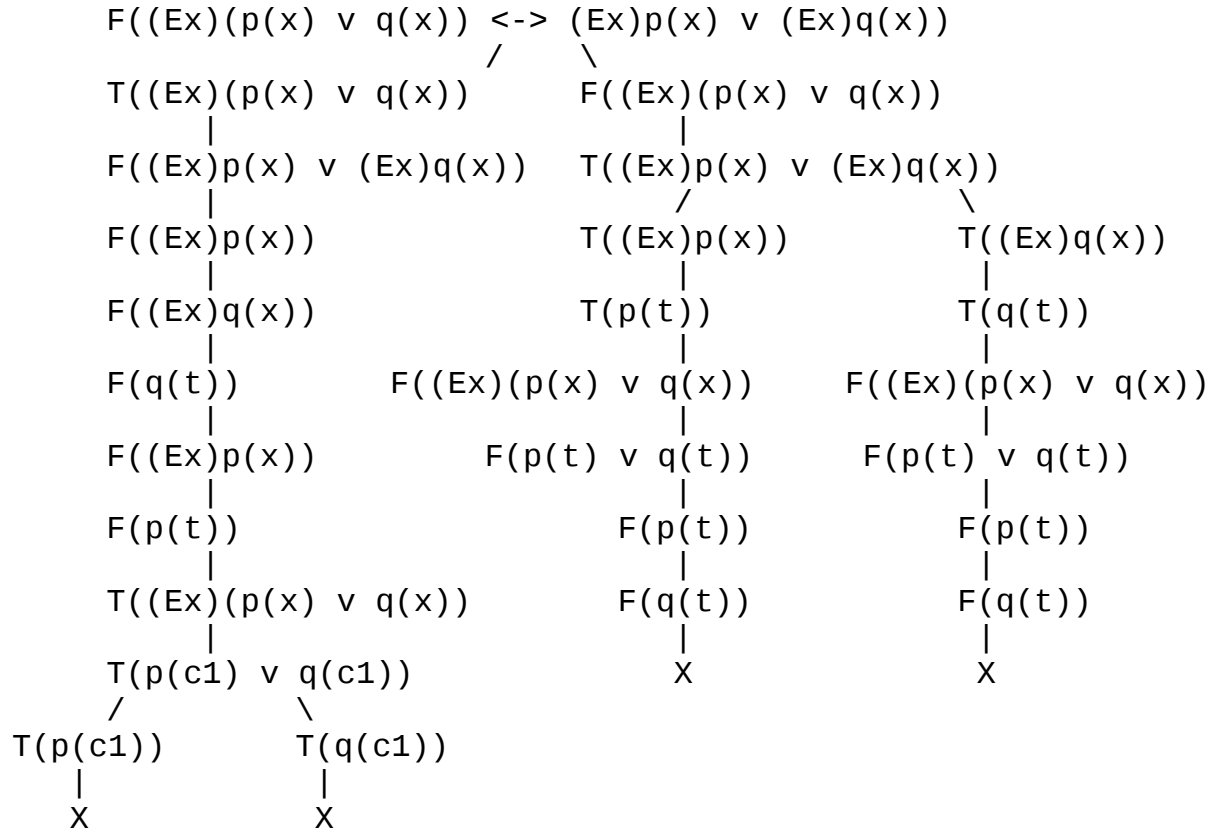 F((Ex)(p(x) v q(x)) <-> (Ex)p(x) v (Ex)q(x))
/ \
T((Ex)(p(x) v q(x)) F((Ex)(p(x) v q(x))
| |
F((Ex)p(x) v (Ex)q(x)) T((Ex)p(x) v (Ex)q(x))
| / \
F((Ex)p(x)) T((Ex)p(x)) T((Ex)q(x))
| | |
F((Ex)q(x)) T(p(t)) T(q(t))
| | |
F(q(t)) F((Ex)(p(x) v q(x)) F((Ex)(p(x) v q(x))
| | |
F((Ex)p(x)) F(p(t) v q(t)) F(p(t) v q(t))
| | |
F(p(t)) F(p(t)) F(p(t))
| | |
T((Ex)(p(x) v q(x)) F(q(t)) F(q(t))
| | |
T(p(c1) v q(c1)) X X
/ \
T(p(c1)) T(q(c1))
| |
X X